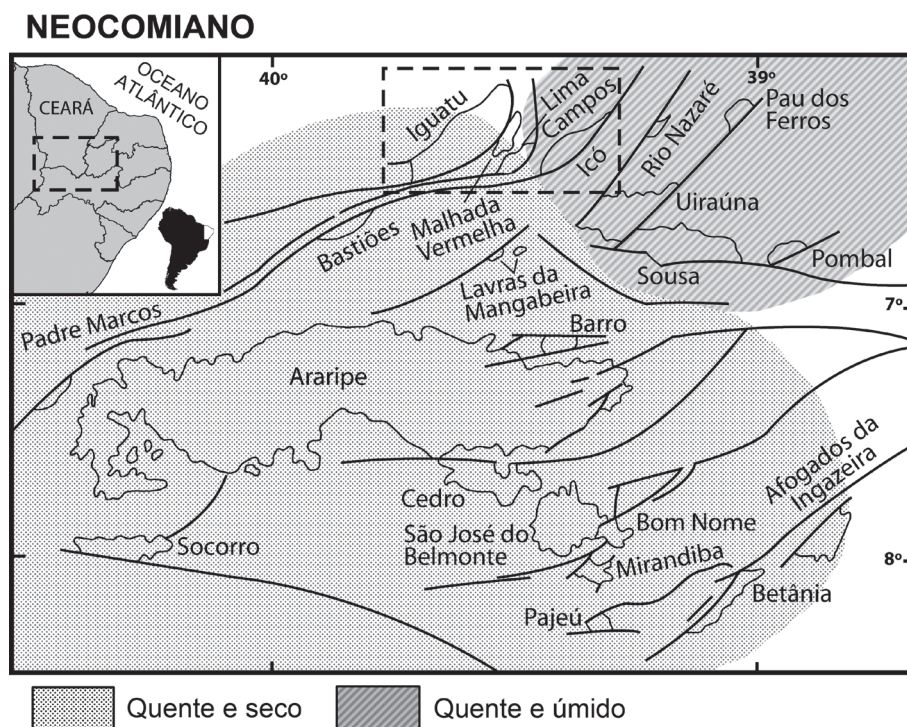 NEOCOMIANO
OCEANO
ATLÂNTICO
CEARÁ
40º
39º
Iguatu
Lima
Campos
Icó
Rio Nazaré
Pau dos
Ferros
Malhada
Vermelha
Bastiões
Uiraúna
Sousa
Pombal
Lavras da
Mangabeira
7º
Padre Marcos
Barro
Araripe
Cedro
Afogados da
Ingazeira
São José do
Belmonte
Bom Nome
Socorro
Mirandiba
8º
Pajeú
Betânia
Quente e seco
Quente e úmido